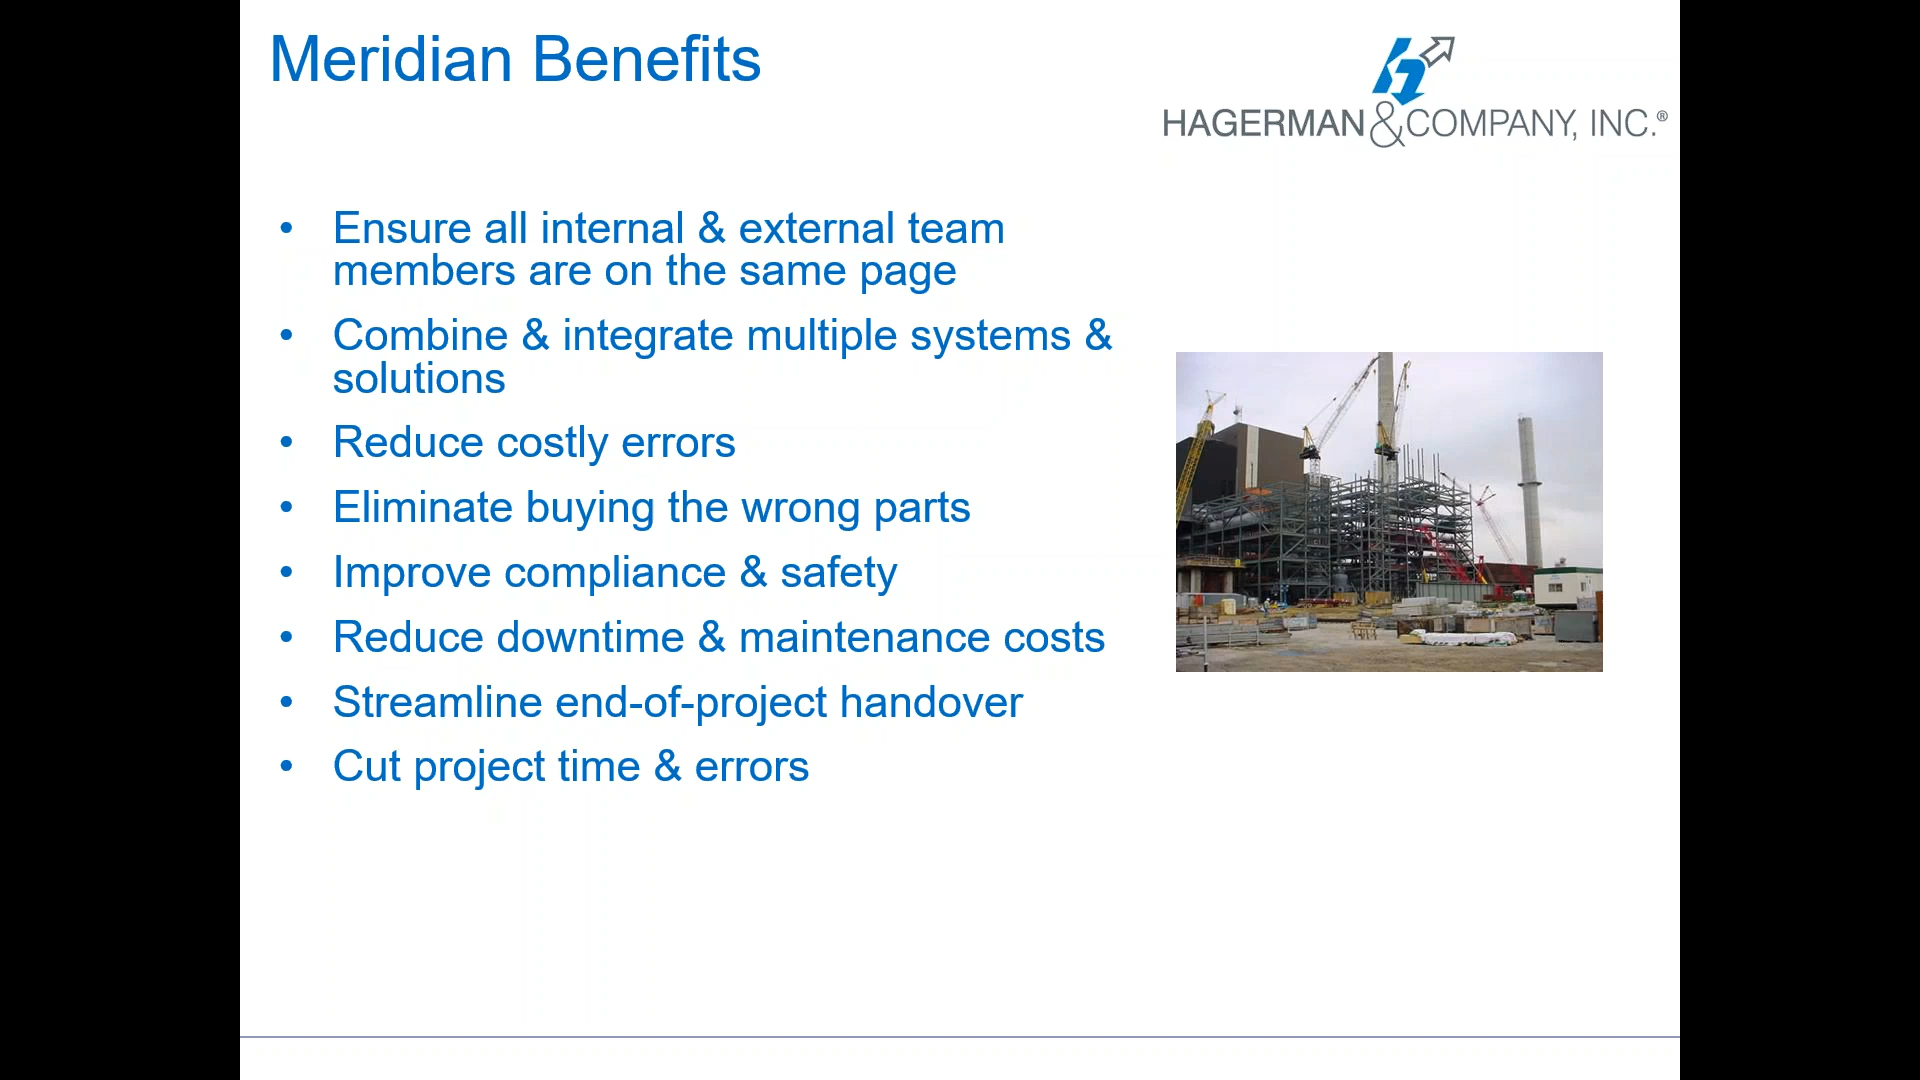 Meridian Benefits
HAGERMAN & COMPANY, INC.®
• Ensure all internal & external team
members are on the same page
• Combine & integrate multiple systems &
solutions
• Reduce costly errors
• Eliminate buying the wrong parts
• Improve compliance & safety
• Reduce downtime & maintenance costs
• Streamline end-of-project handover
• Cut project time & errors